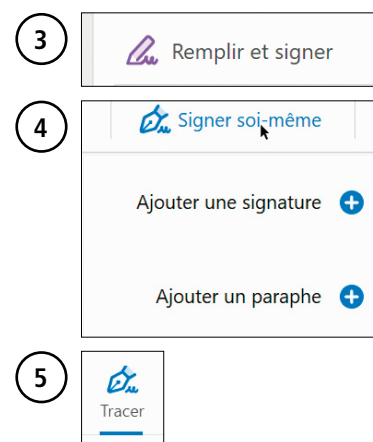 3
Remplir et signer
4
Signer soi-même
Ajouter une signature
Ajouter un paraphe
5
Tracer